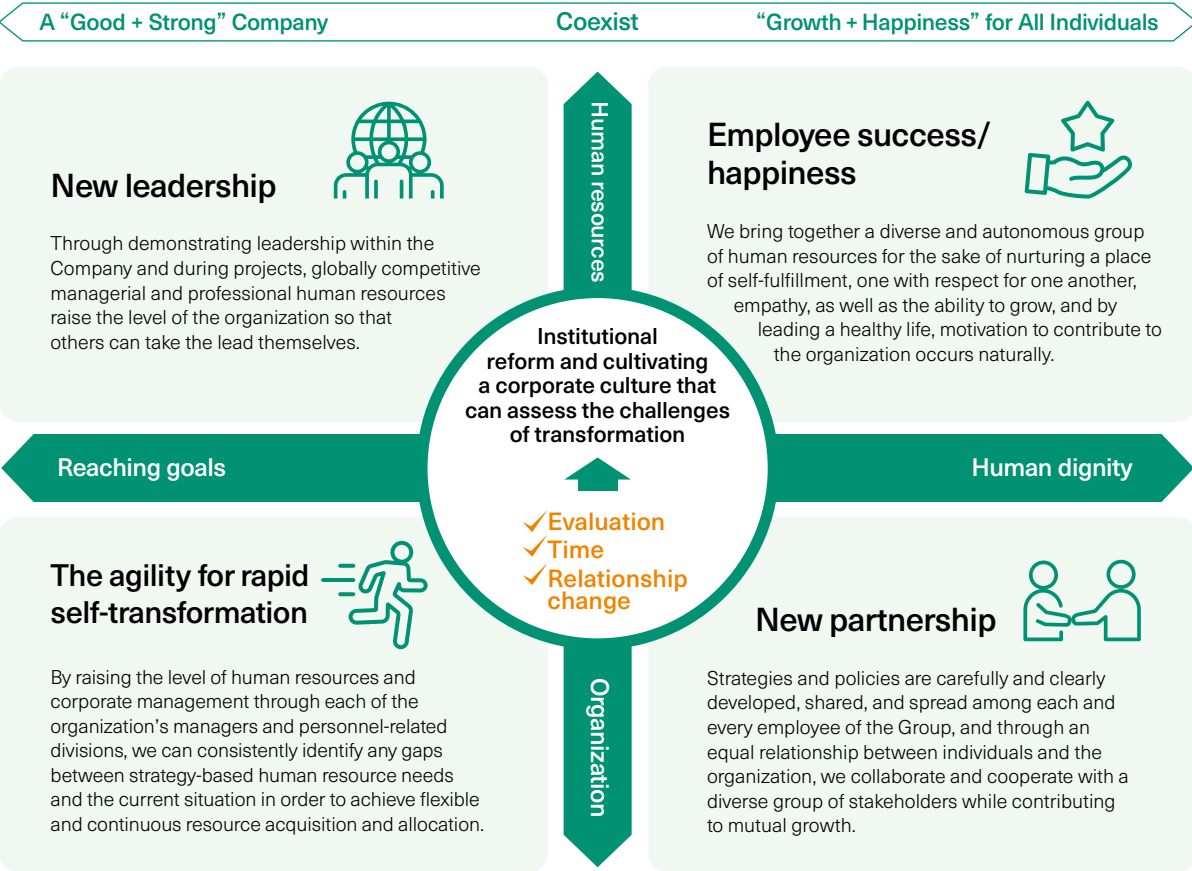 A “Good + Strong” Company
Coexist
“Growth + Happiness” for All Individuals
New leadership
Through demonstrating leadership within the
Company and during projects, globally competitive
managerial and professional human resources
raise the level of the organization so that
others can take the lead themselves.
Human resources
Employee success/
happiness
We bring together a diverse and autonomous group
of human resources for the sake of nurturing a place
of self-fulfillment, one with respect for one another,
empathy, as well as the ability to grow, and by
leading a healthy life, motivation to contribute to
the organization occurs naturally.
Institutional
reform and cultivating
a corporate culture that
can assess the challenges
of transformation
Reaching goals
Human dignity
✓Evaluation
✓Time
✓Relationship
change
The agility for rapid
self-transformation
By raising the level of human resources and
corporate management through each of the
organization’s managers and personnel-related
divisions, we can consistently identify any gaps
between strategy-based human resource needs
and the current situation in order to achieve flexible
and continuous resource acquisition and allocation.
Organization
New partnership
Strategies and policies are carefully and clearly
developed, shared, and spread among each and
every employee of the Group, and through an
equal relationship between individuals and the
organization, we collaborate and cooperate with a
diverse group of stakeholders while contributing
to mutual growth.